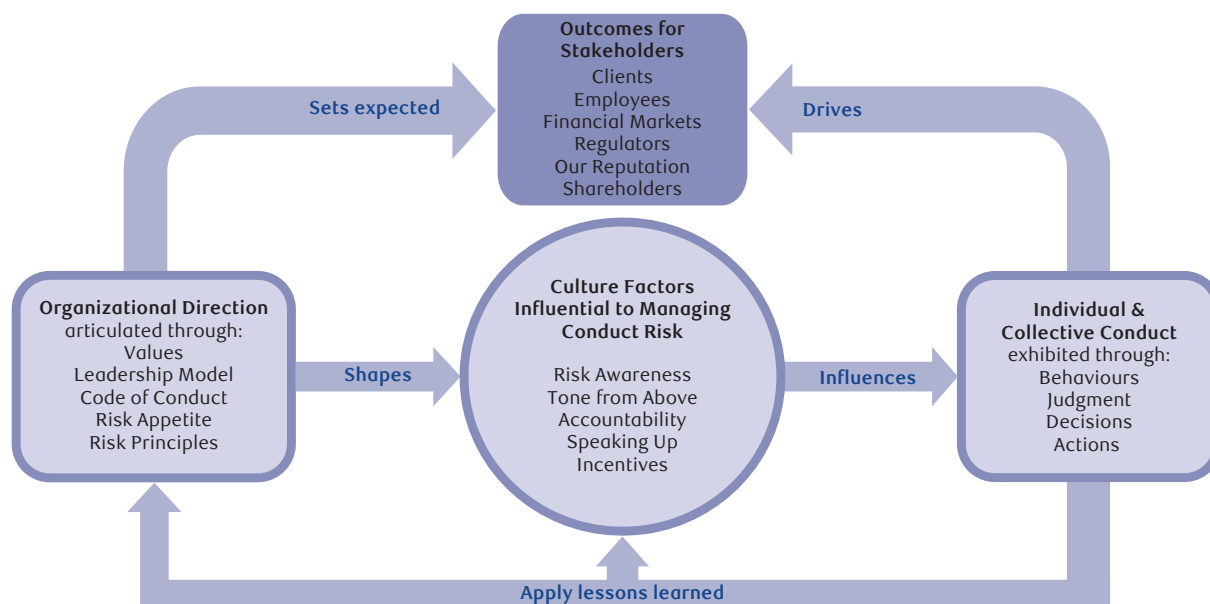 Outcomes for
Stakeholders
Clients
Employees
Financial Markets
Regulators
Our Reputation
Shareholders
Sets expected
Drives
Organizational Direction
articulated through:
Values
Leadership Model
Code of Conduct
Risk Appetite
Risk Principles
Shapes
Culture Factors
Influential to Managing
Conduct Risk
Risk Awareness
Tone from Above
Accountability
Speaking Up
Incentives
Influences
Individual &
Collective Conduct
exhibited through:
Behaviours
Judgment
Decisions
Actions
Apply lessons learned